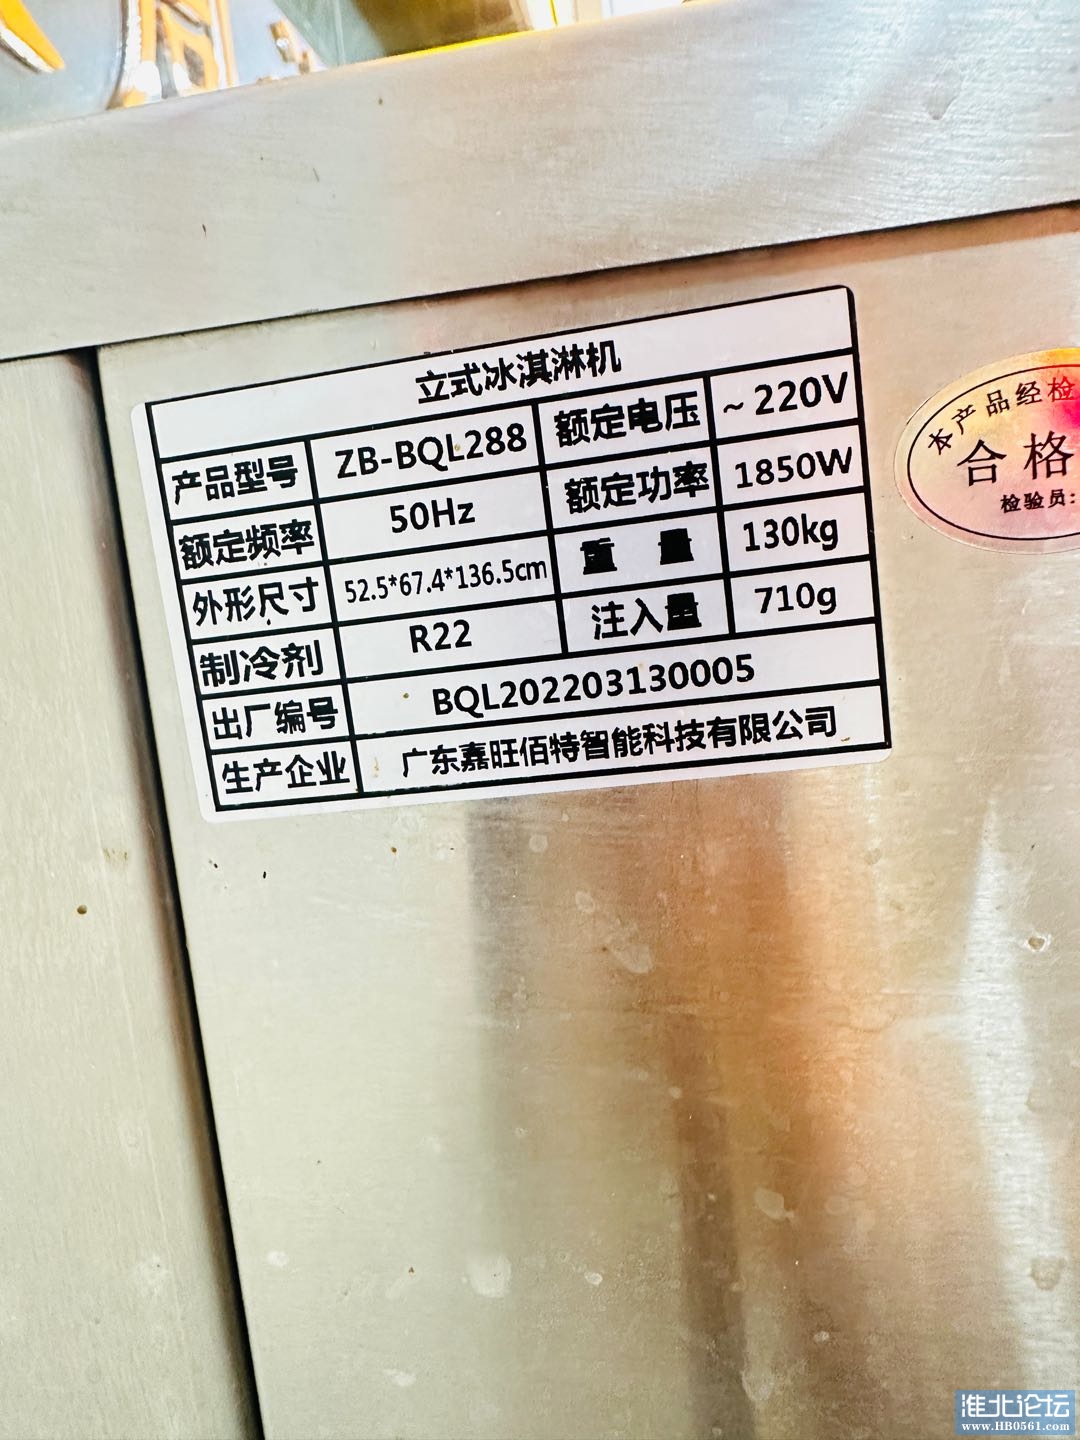 立式冰淇淋机
产品型号 ZB-BQL288 额定电压 ~220V
额定频率 50Hz 额定功率 1850W
外形尺寸 52.5*67.4*136.5cm 重 量 130kg
制冷剂 R22 注入量 710g
出厂编号 BQL202203130005
生产企业 广东嘉旺佰特智能科技有限公司
本产品经检
合格
检验员:
淮北论坛
www.HB0561.com